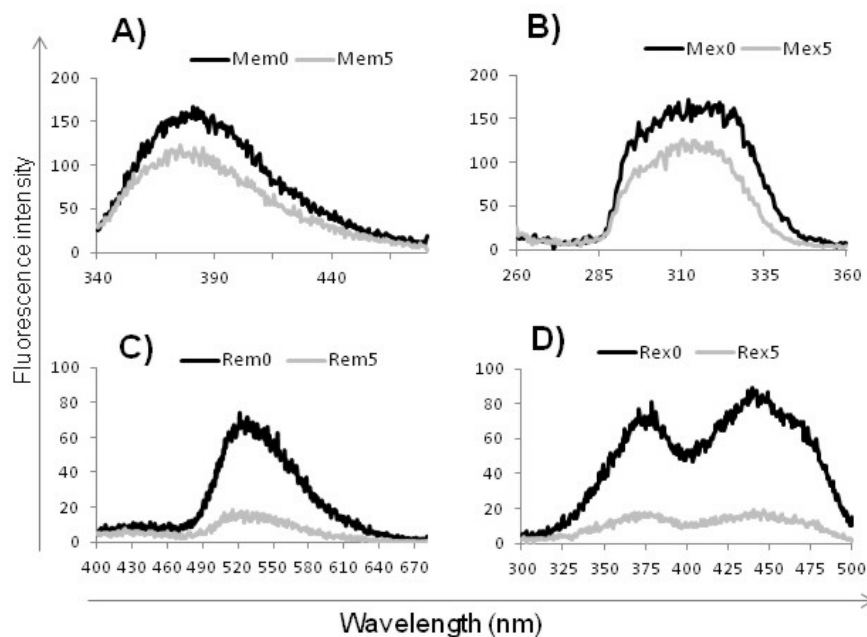 A)
Mem0 Mem5
200
150
100
50
0
340 390 440
B)
Mex0 Mex5
200
150
100
50
0
260 285 310 335 360
C)
Rem0 Rem5
100
80
60
40
20
0
400 430 460 490 520 550 580 610 640 670
D)
Rex0 Rex5
100
80
60
40
20
0
300 325 350 375 400 425 450 475 500
Fluorescence intensity
Wavelength (nm)